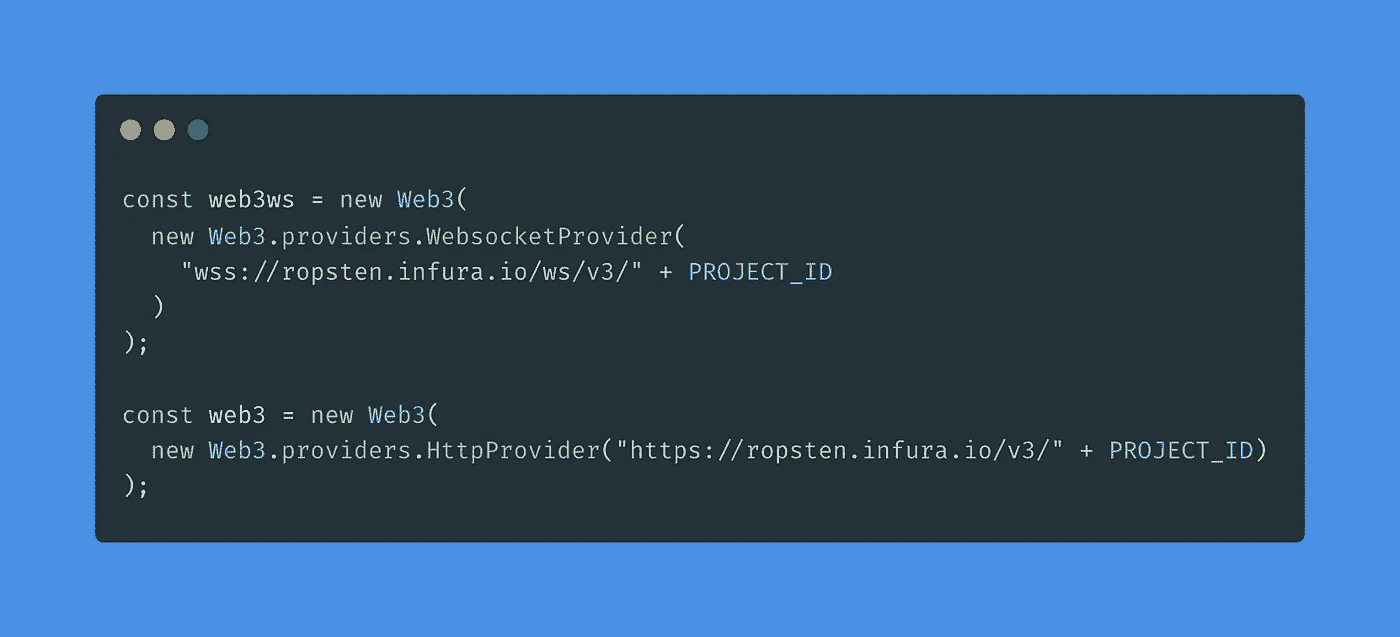 const web3ws = new Web3(
  new Web3.providers.WebsocketProvider(
    "wss://ropsten.infura.io/ws/v3/" + PROJECT_ID
  )
);

const web3 = new Web3(
  new Web3.providers.HttpProvider("https://ropsten.infura.io/v3/" + PROJECT_ID)
);